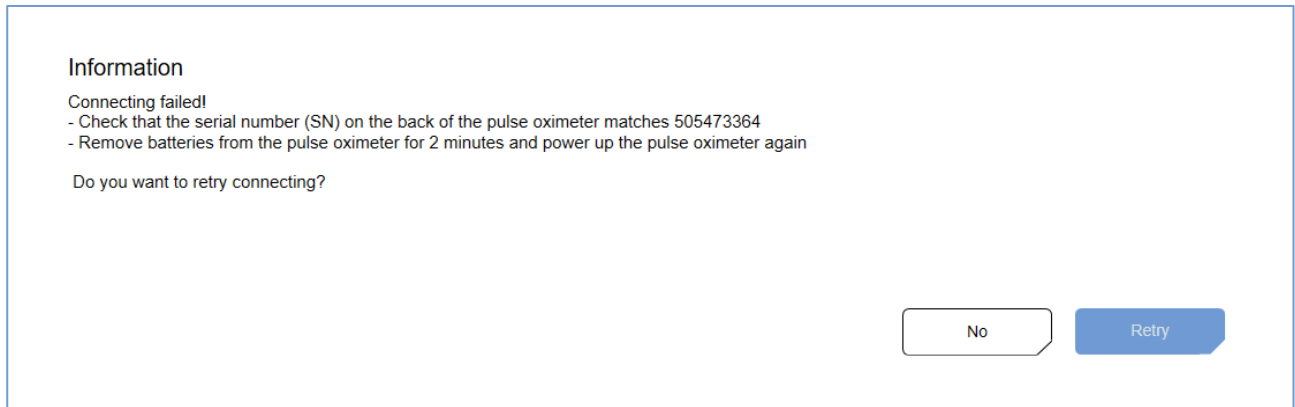 Information
Connecting failed!
- Check that the serial number (SN) on the back of the pulse oximeter matches 505473364
- Remove batteries from the pulse oximeter for 2 minutes and power up the pulse oximeter again
Do you want to retry connecting?
No
Retry